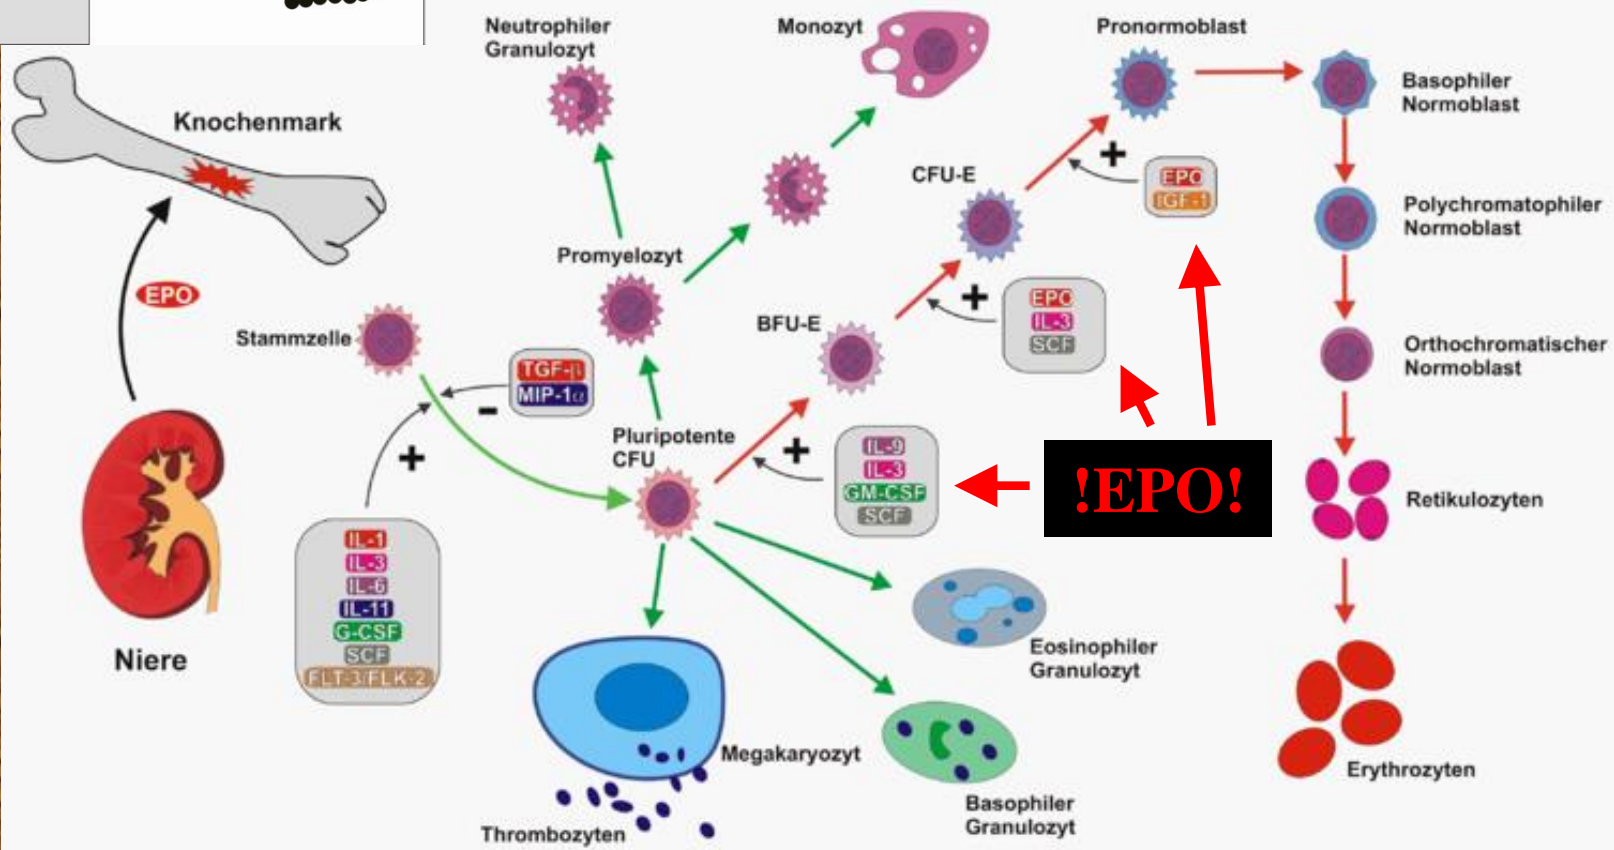 Neutrophiler
Granulozyt
Monozyt
Pronormoblast
Basophiler
Normoblast
Knochenmark
CFU-E
+
EPO
IGF-1
Polychromatophiler
Normoblast
Promyelozyt
EPO
Stammzelle
BFU-E
+
EPO
IL-3
SCF
Orthochromatischer
Normoblast
TGF-β
MIP-1α
-
+
Pluripotente
CFU
+
IL-9
IL-3
GM-CSF
SCF
!EPO!
Retikulozyten
IL-1
IL-3
IL-6
IL-11
G-CSF
SCF
FLT-3/FLK-2
Niere
Eosinophiler
Granulozyt
Megakaryozyt
Erythrozyten
Basophiler
Granulozyt
Thrombozyten